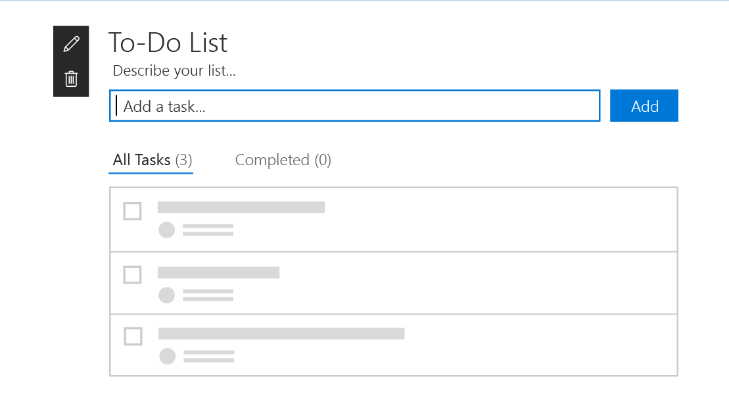 To-Do List
Describe your list...
Add a task...
Add
All Tasks (3)
Completed (0)